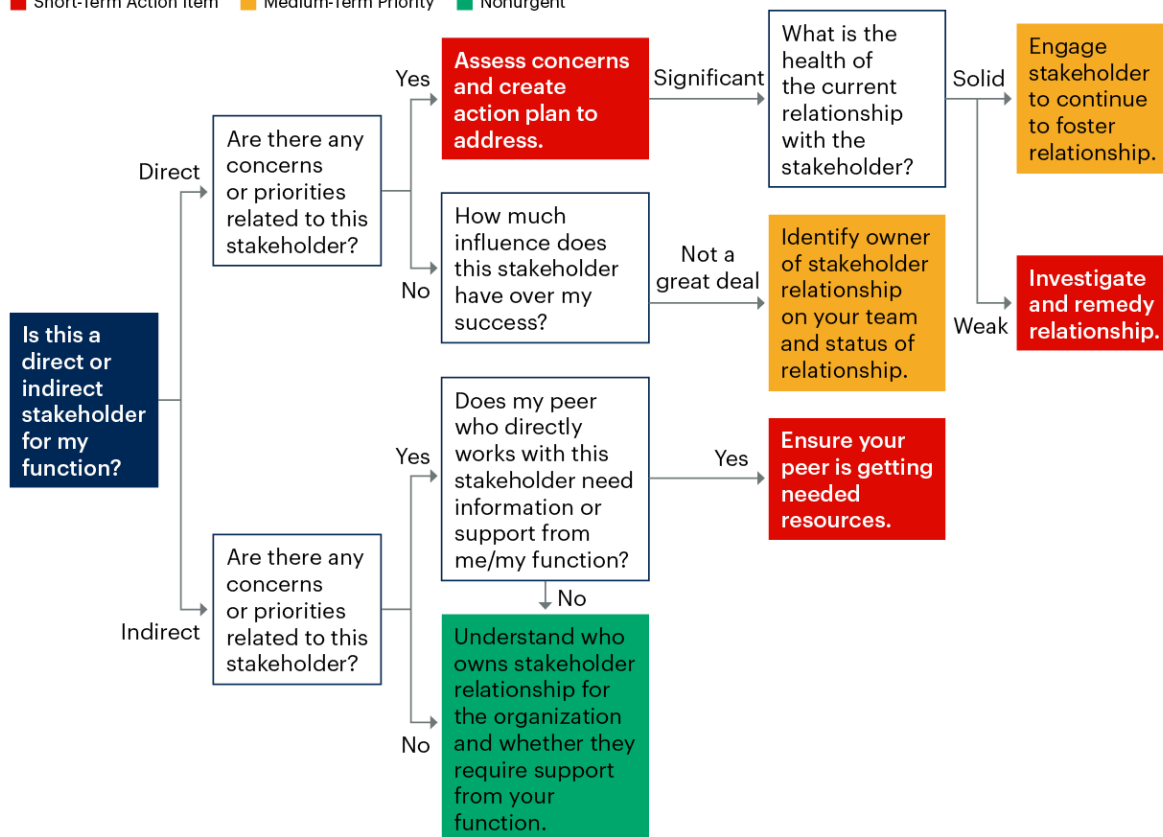 Short-Term Action Item
Medium-Term Priority
Nonurgent
Is this a
direct or
indirect
stakeholder
for my
function?
Direct
Are there any
concerns
or priorities
related to this
stakeholder?
Yes
Assess concerns
and create
action plan to
address.
Significant
What is the
health of
the current
relationship
with the
stakeholder?
Solid
Engage
stakeholder
to continue
to foster
relationship.
Weak
Investigate
and remedy
relationship.
No
How much
influence does
this stakeholder
have over my
success?
Not a
great deal
Identify owner
of stakeholder
relationship
on your team
and status of
relationship.
Indirect
Are there any
concerns
or priorities
related to this
stakeholder?
Yes
Does my peer
who directly
works with this
stakeholder need
information or
support from
me/my function?
Yes
Ensure your
peer is getting
needed
resources.
No
No
Understand who
owns stakeholder
relationship for
the organization
and whether they
require support
from your
function.